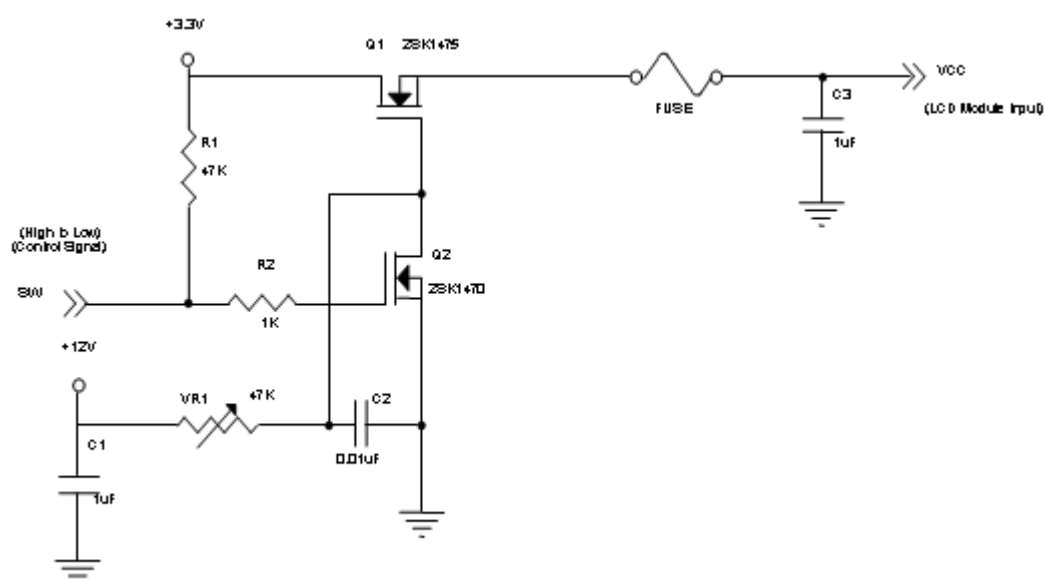 +3.3V
Q1 2SK1475
FUSE
VCC
(LCD Module Input)
C3
1uF
R1
47K
(High to Low)
(Control Signal)
SW
R2
1K
Q2
2SK1470
+12V
VR1
47K
C2
0.01uF
C1
1uF